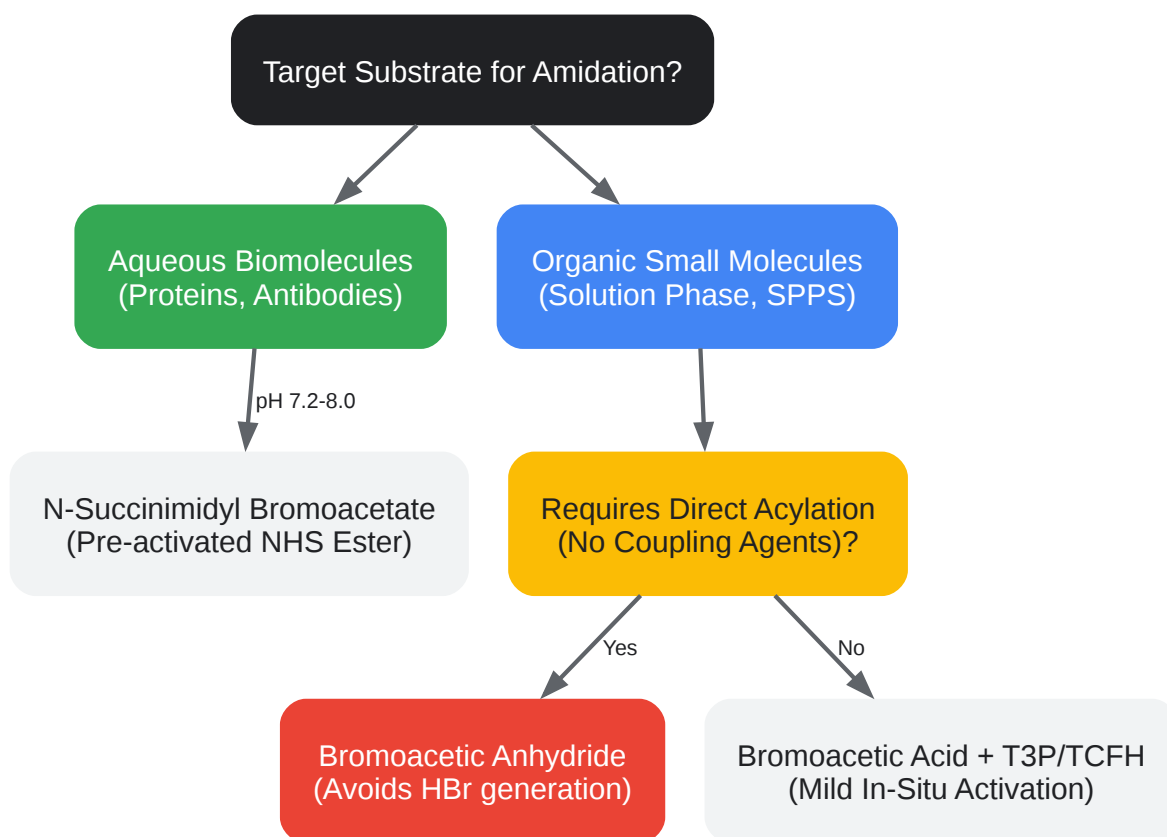 Target Substrate for Amidation?
Aqueous Biomolecules
(Proteins, Antibodies)
Organic Small Molecules
(Solution Phase, SPPS)
pH 7.2-8.0
N-Succinimidyl Bromoacetate
(Pre-activated NHS Ester)
Requires Direct Acylation
(No Coupling Agents)?
Yes
No
Bromoacetic Anhydride
(Avoids HBr generation)
Bromoacetic Acid + T3P/TCFH
(Mild In-Situ Activation)